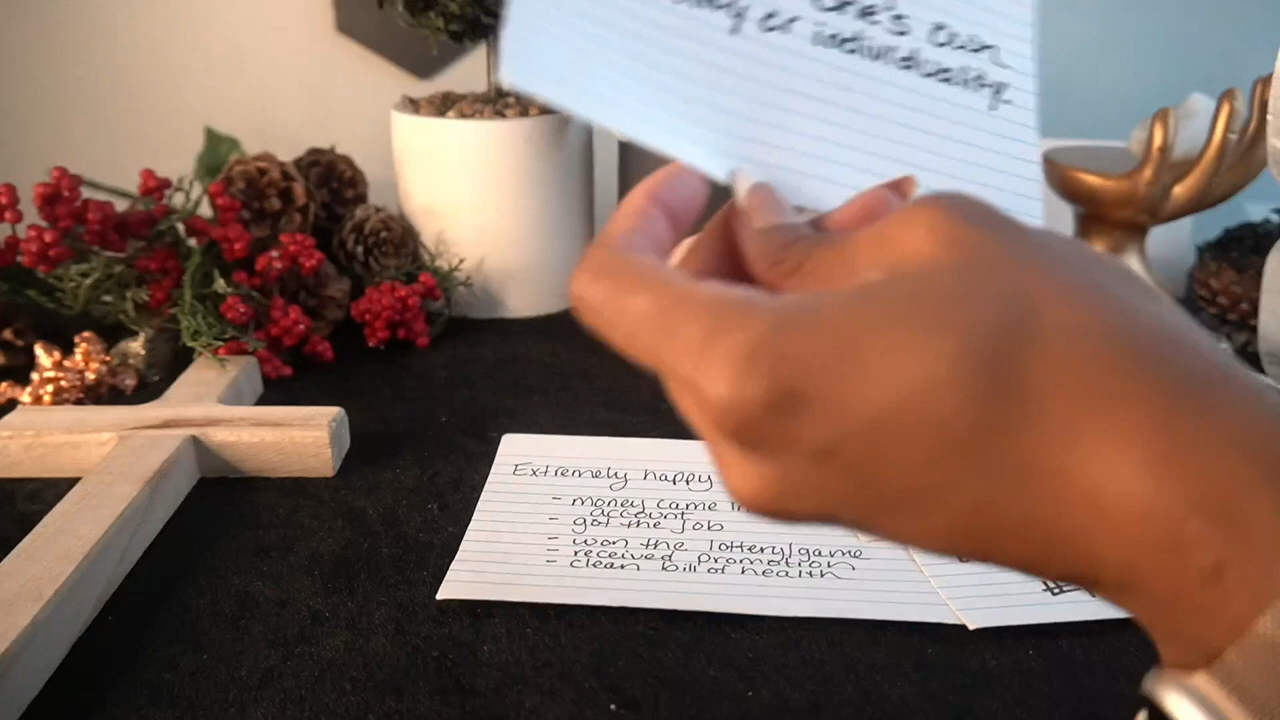 one's own
or individuality.
Extremely happy
- money came in
account
- got the job
- won the lottery/game
- received promotion
- clean bill of health